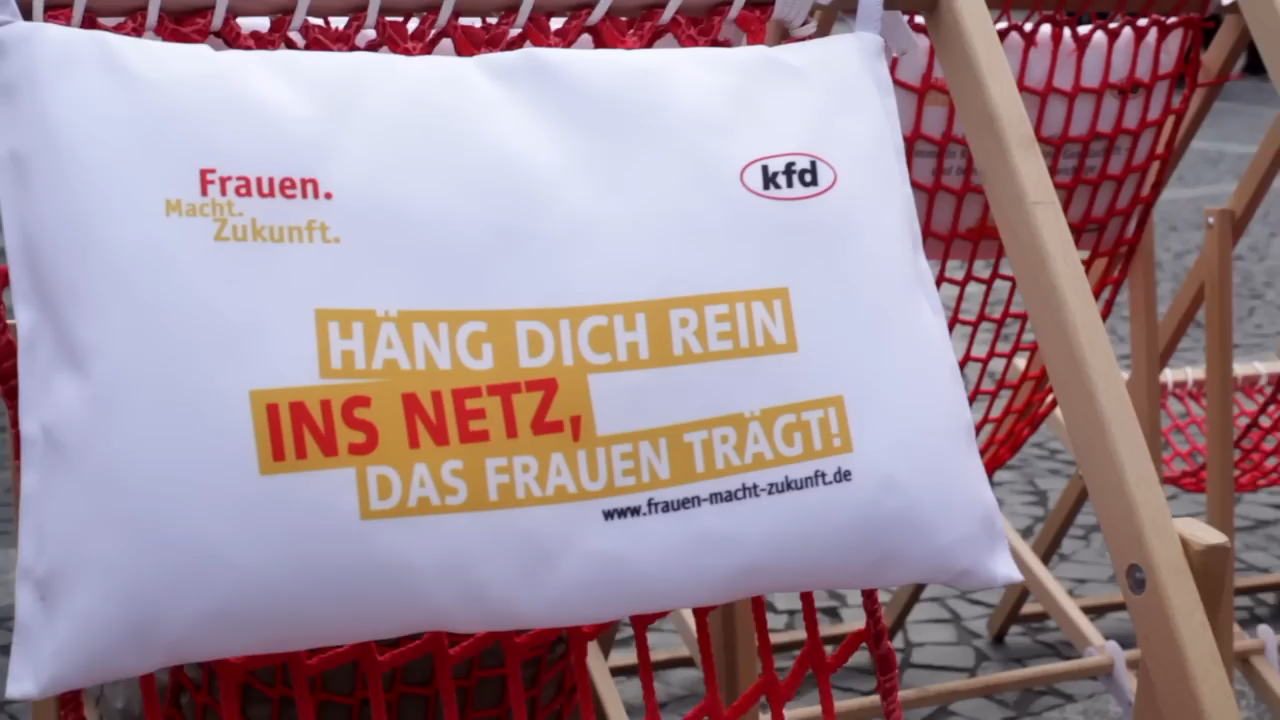 Frauen.
Macht.
Zukunft.
kfd
HÄNG DICH REIN
INS NETZ,
DAS FRAUEN TRÄGT!
www.frauen-macht-zukunft.de